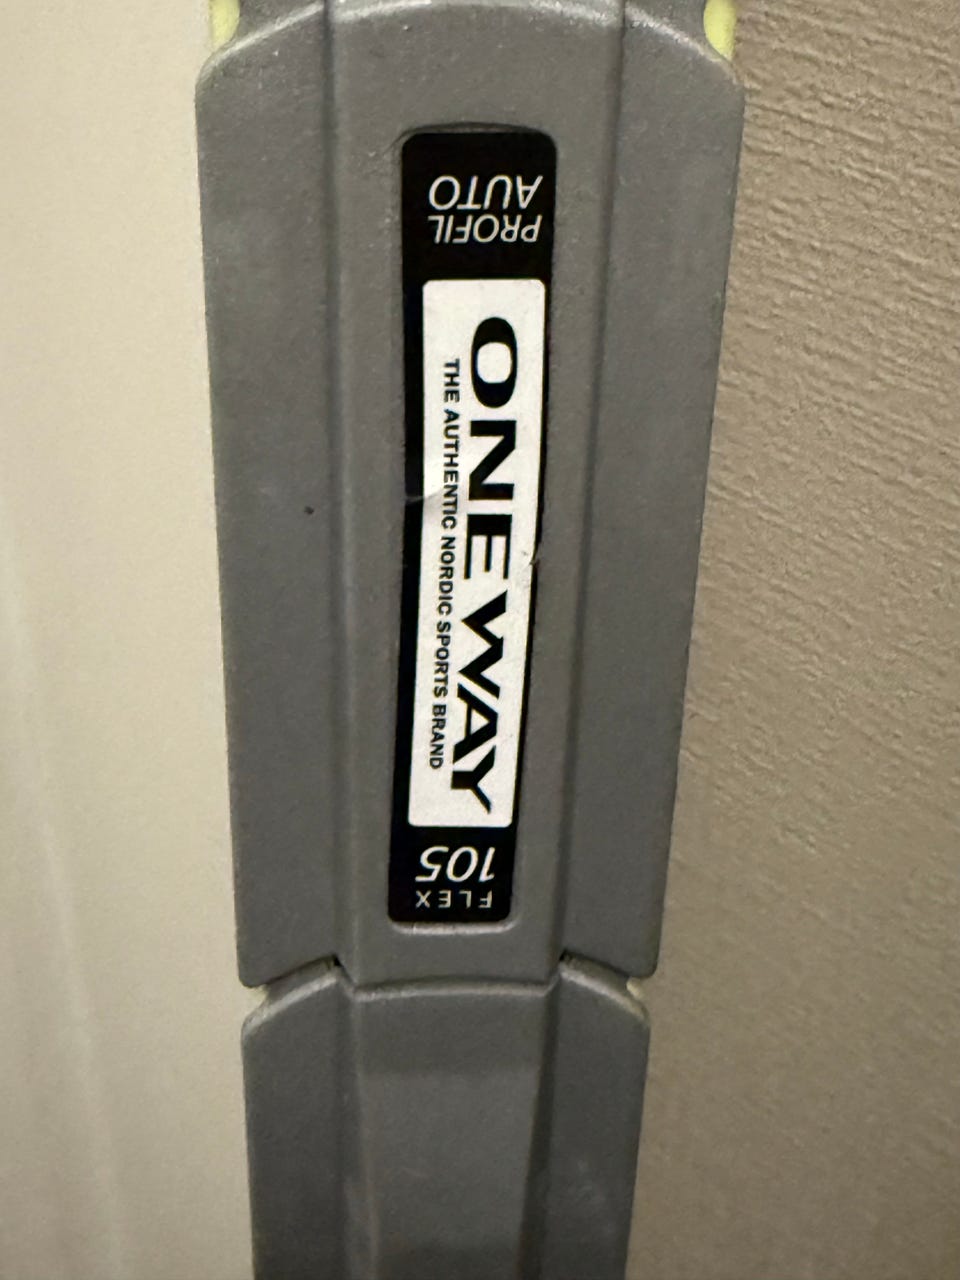 PROFIL
AUTO
ONE WAY
THE AUTHENTIC NORDIC SPORTS BRAND
FLEX
105